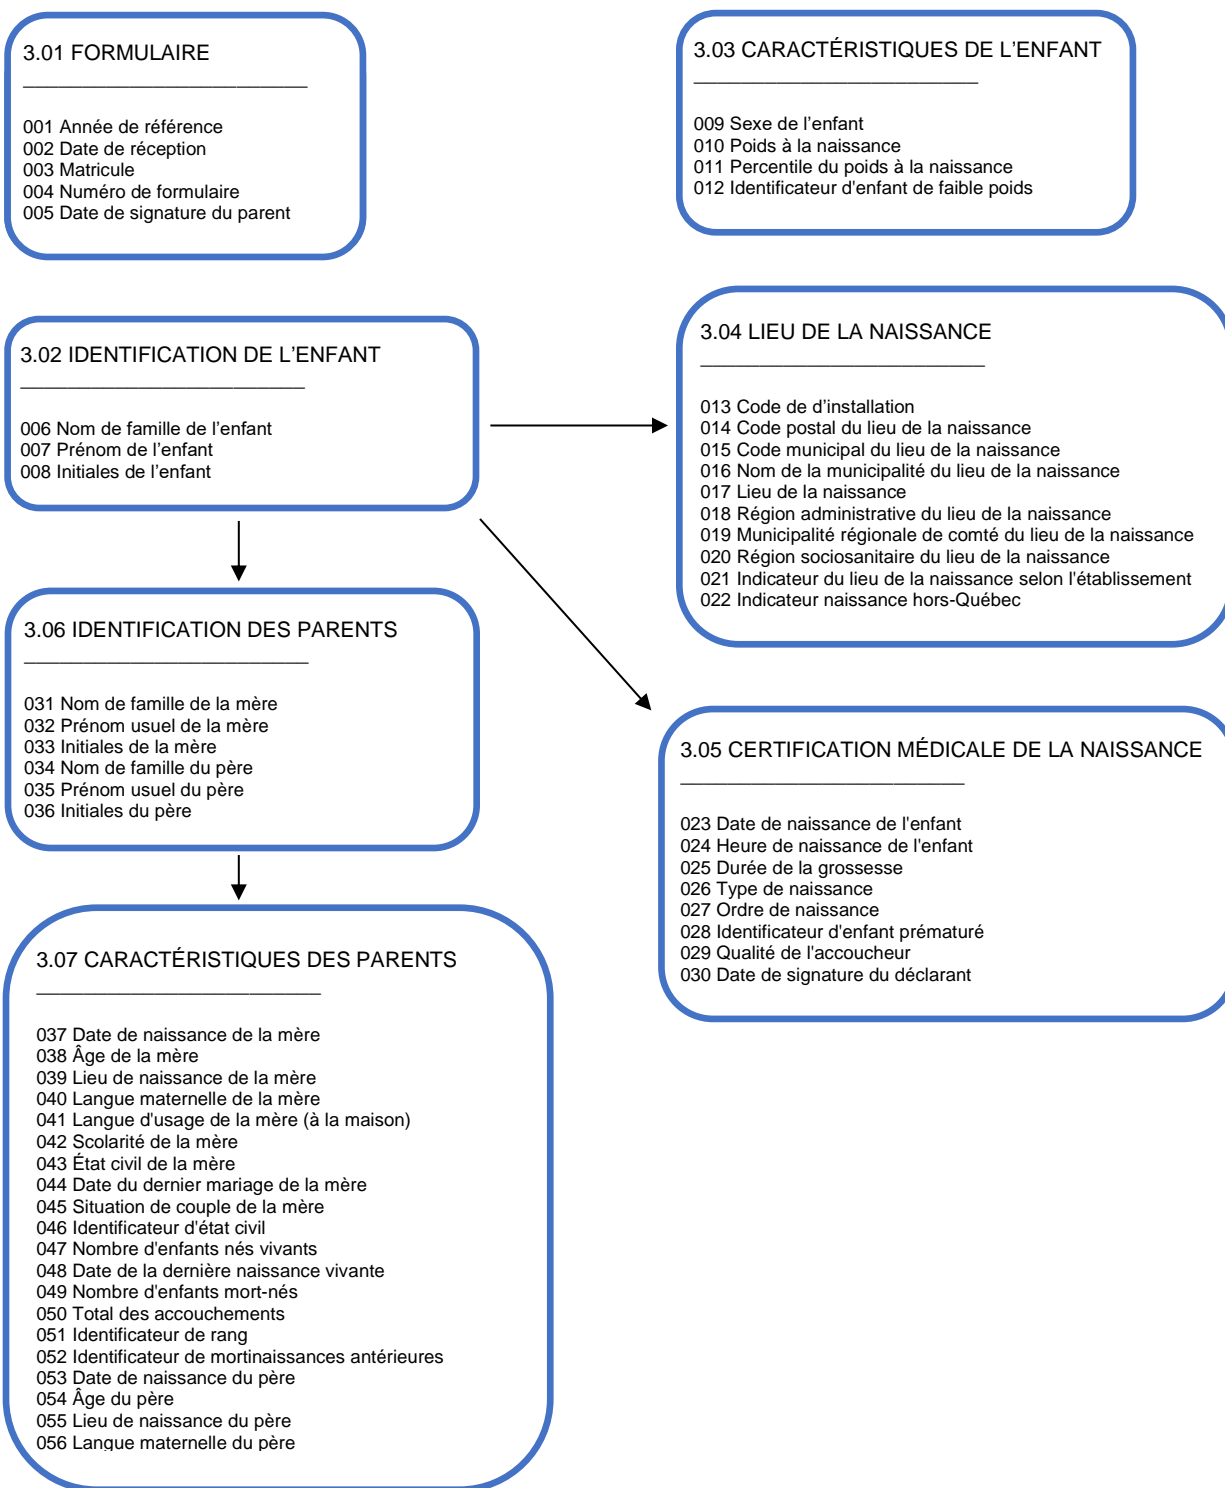 3.01 FORMULAIRE
001 Année de référence
002 Date de réception
003 Matricule
004 Numéro de formulaire
005 Date de signature du parent
3.03 CARACTÉRISTIQUES DE L’ENFANT
009 Sexe de l’enfant
010 Poids à la naissance
011 Percentile du poids à la naissance
012 Identificateur d'enfant de faible poids
3.02 IDENTIFICATION DE L’ENFANT
006 Nom de famille de l’enfant
007 Prénom de l’enfant
008 Initiales de l’enfant
3.04 LIEU DE LA NAISSANCE
013 Code de d’installation
014 Code postal du lieu de la naissance
015 Code municipal du lieu de la naissance
016 Nom de la municipalité du lieu de la naissance
017 Lieu de la naissance
018 Région administrative du lieu de la naissance
019 Municipalité régionale de comté du lieu de la naissance
020 Région sociosanitaire du lieu de la naissance
021 Indicateur du lieu de la naissance selon l'établissement
022 Indicateur naissance hors-Québec
3.06 IDENTIFICATION DES PARENTS
031 Nom de famille de la mère
032 Prénom usuel de la mère
033 Initiales de la mère
034 Nom de famille du père
035 Prénom usuel du père
036 Initiales du père
3.05 CERTIFICATION MÉDICALE DE LA NAISSANCE
023 Date de naissance de l'enfant
024 Heure de naissance de l'enfant
025 Durée de la grossesse
026 Type de naissance
027 Ordre de naissance
028 Identificateur d'enfant prématuré
029 Qualité de l'accoucheur
030 Date de signature du déclarant
3.07 CARACTÉRISTIQUES DES PARENTS
037 Date de naissance de la mère
038 Âge de la mère
039 Lieu de naissance de la mère
040 Langue maternelle de la mère
041 Langue d'usage de la mère (à la maison)
042 Scolarité de la mère
043 État civil de la mère
044 Date du dernier mariage de la mère
045 Situation de couple de la mère
046 Identificateur d'état civil
047 Nombre d'enfants nés vivants
048 Date de la dernière naissance vivante
049 Nombre d'enfants mort-nés
050 Total des accouchements
051 Identificateur de rang
052 Identificateur de mortinaissances antérieures
053 Date de naissance du père
054 Âge du père
055 Lieu de naissance du père
056 Langue maternelle du père